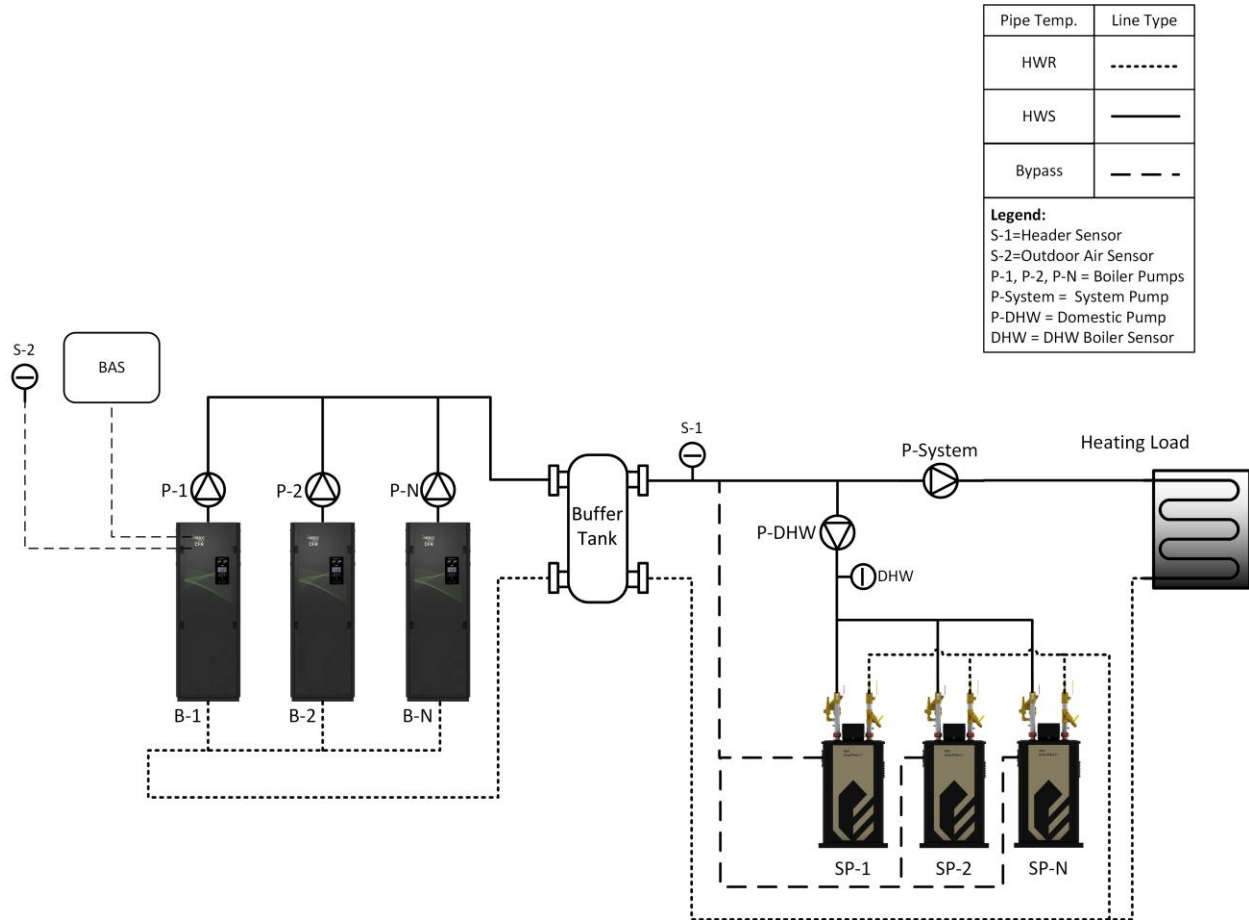 Pipe Temp. Line Type
HWR
HWS
Bypass
Legend:
S-1=Header Sensor
S-2=Outdoor Air Sensor
P-1, P-2, P-N = Boiler Pumps
P-System = System Pump
P-DHW = Domestic Pump
DHW = DHW Boiler Sensor
S-2
BAS
S-1
P-System
Heating Load
P-1
P-2
P-N
Buffer
Tank
P-DHW
DHW
B-1
B-2
B-N
SP-1
SP-2
SP-N